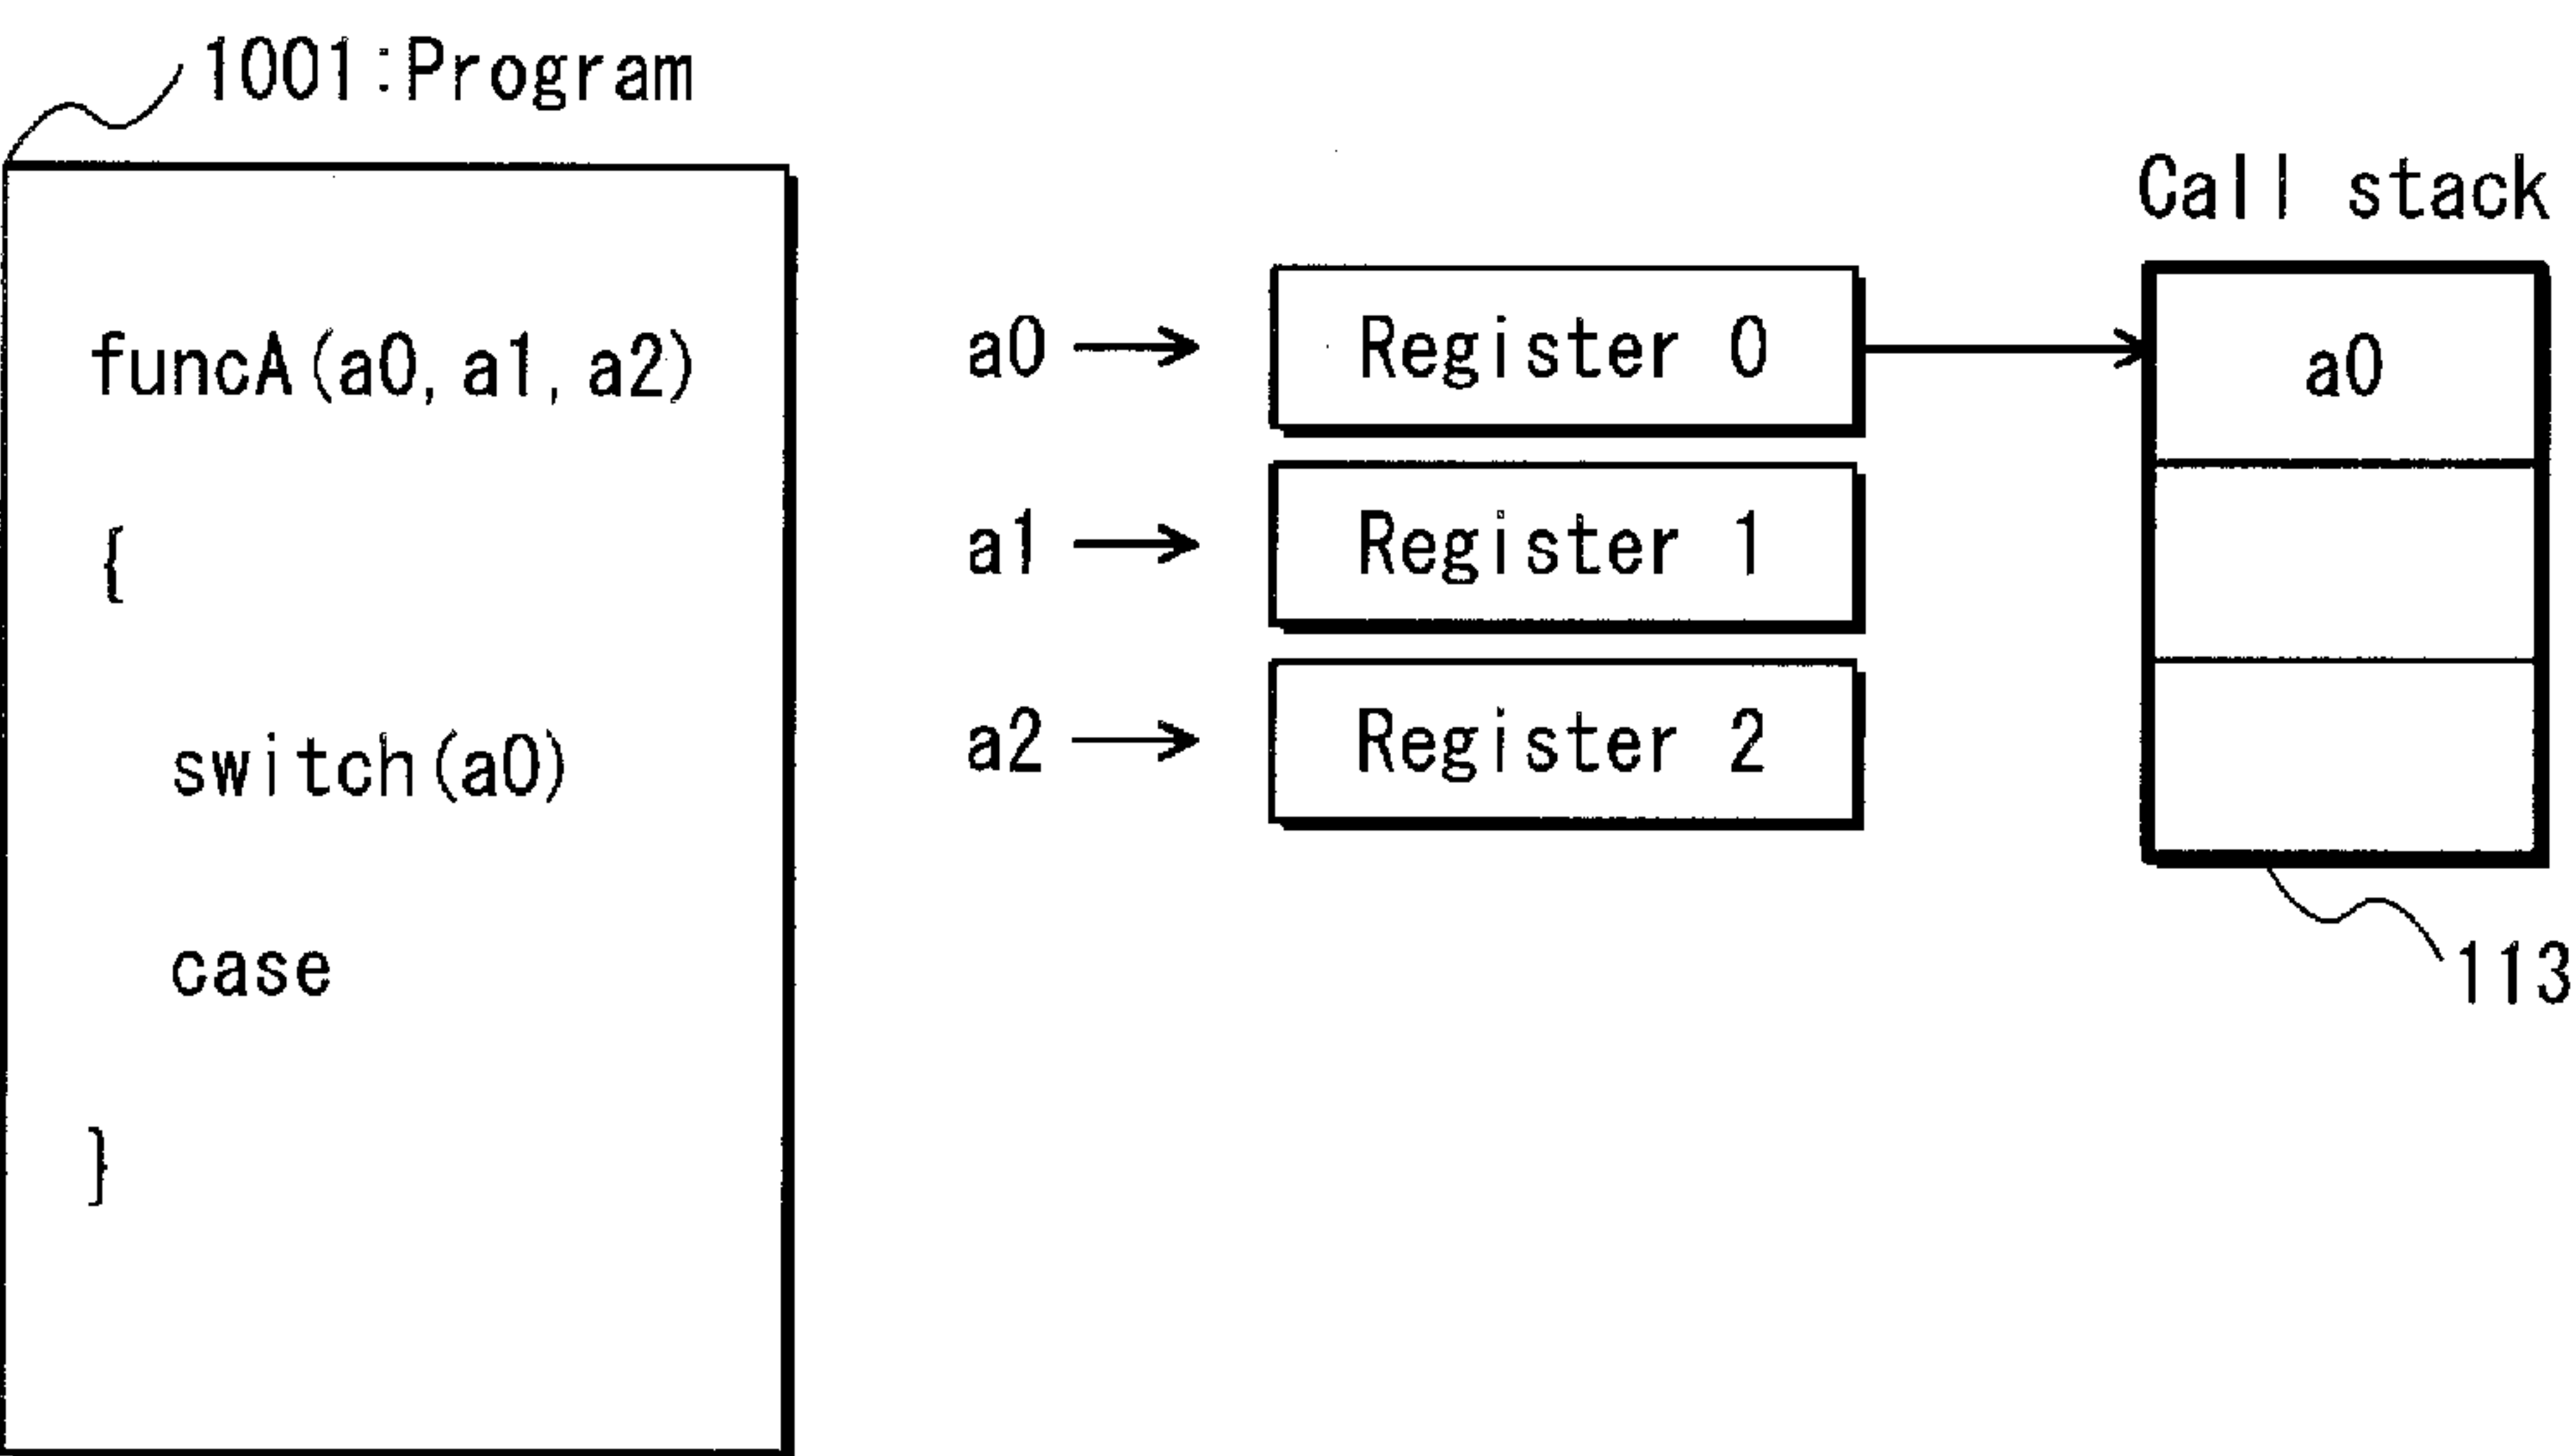 1001:Program
funcA(a0,a1,a2)
{
switch(a0)
case
}
a0
Register 0
a1
Register 1
a2
Register 2
Call stack
a0
113